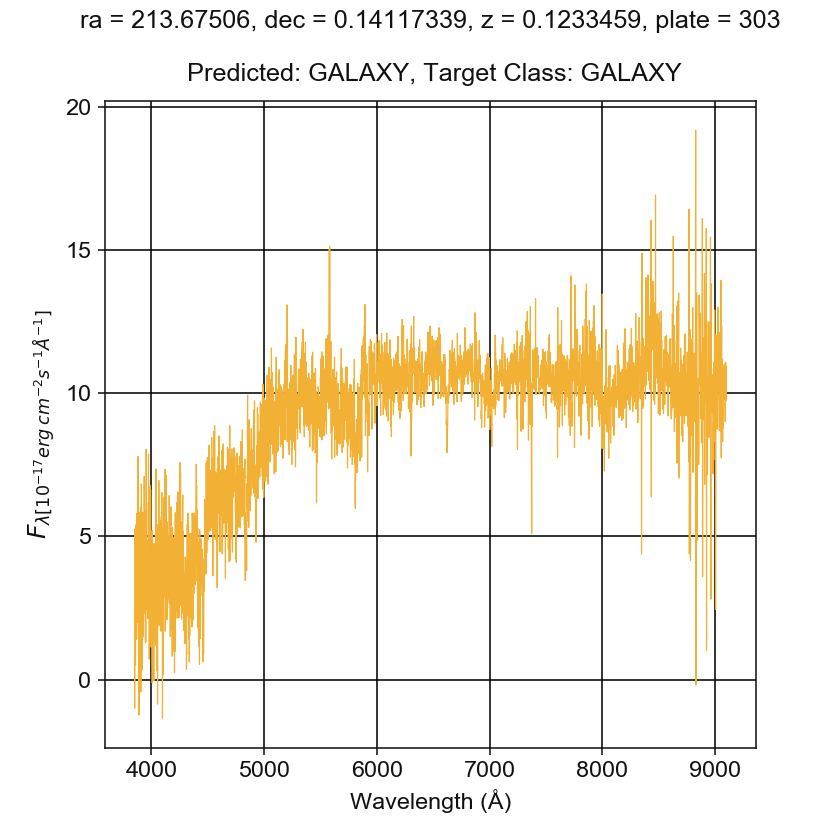 ra = 213.67506, dec = 0.14117339, z = 0.1233459, plate = 303
Predicted: GALAXY, Target Class: GALAXY
20
15
10
5
0
F_{λ[10^{−17} erg cm^{−2} s^{−1} Å^{−1}]}
4000 5000 6000 7000 8000 9000
Wavelength (Å)